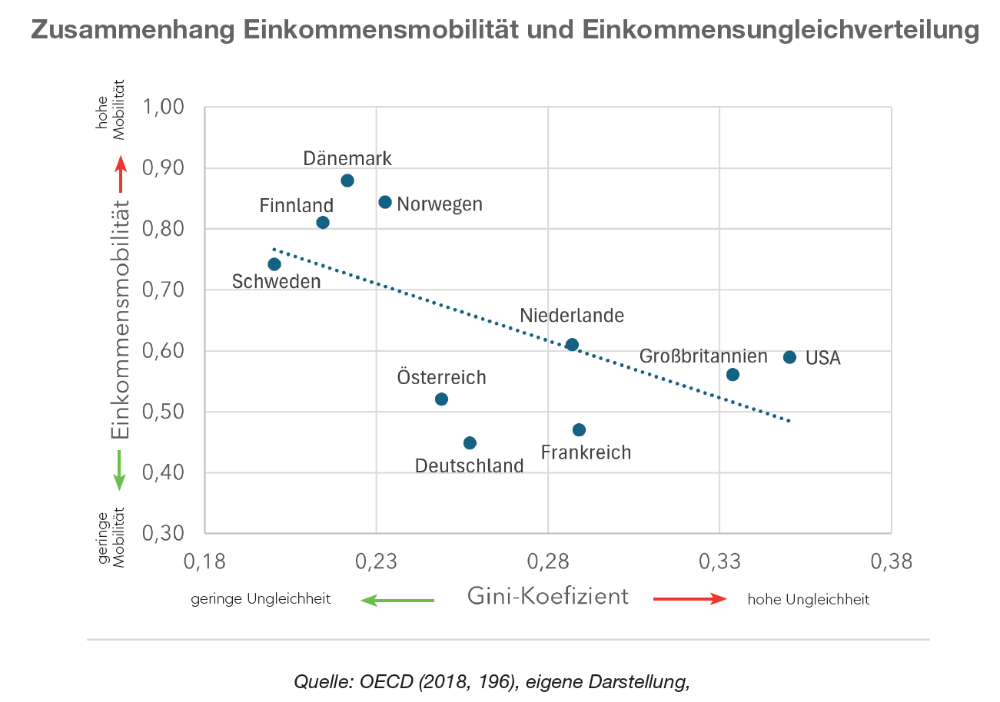 Zusammenhang Einkommensmobilität und Einkommensungleichverteilung
hohe
Mobilität
Einkommensmobilität
geringe
Mobilität
1,00
0,90
0,80
0,70
0,60
0,50
0,40
0,30
Dänemark
Finnland
Norwegen
Schweden
Niederlande
Großbritannien
USA
Österreich
Frankreich
Deutschland
0,18
0,23
0,28
0,33
0,38
geringe Ungleichheit
Gini-Koefizient
hohe Ungleichheit
Quelle: OECD (2018, 196), eigene Darstellung,